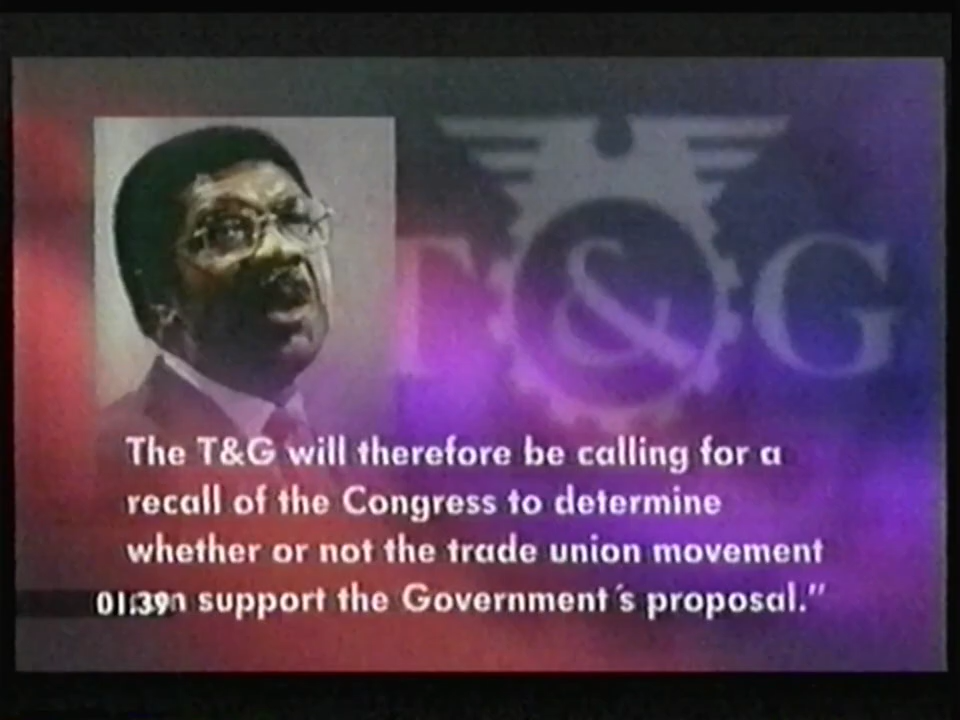 T&G
The T&G will therefore be calling for a
recall of the Congress to determine
whether or not the trade union movement
support the Government´s proposal.”
01:39